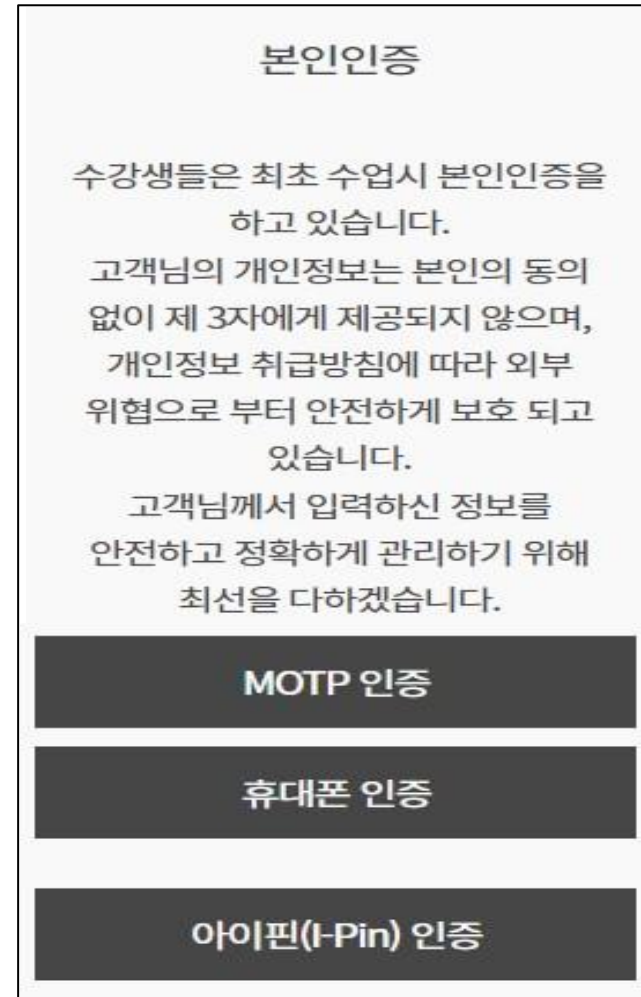 본인인증
수강생들은 최초 수업시 본인인증을
하고 있습니다.
고객님의 개인정보는 본인의 동의
없이 제 3자에게 제공되지 않으며,
개인정보 취급방침에 따라 외부
위협으로 부터 안전하게 보호 되고
있습니다.
고객님께서 입력하신 정보를
안전하고 정확하게 관리하기 위해
최선을 다하겠습니다.
MOTP 인증
휴대폰 인증
아이핀(I-Pin) 인증